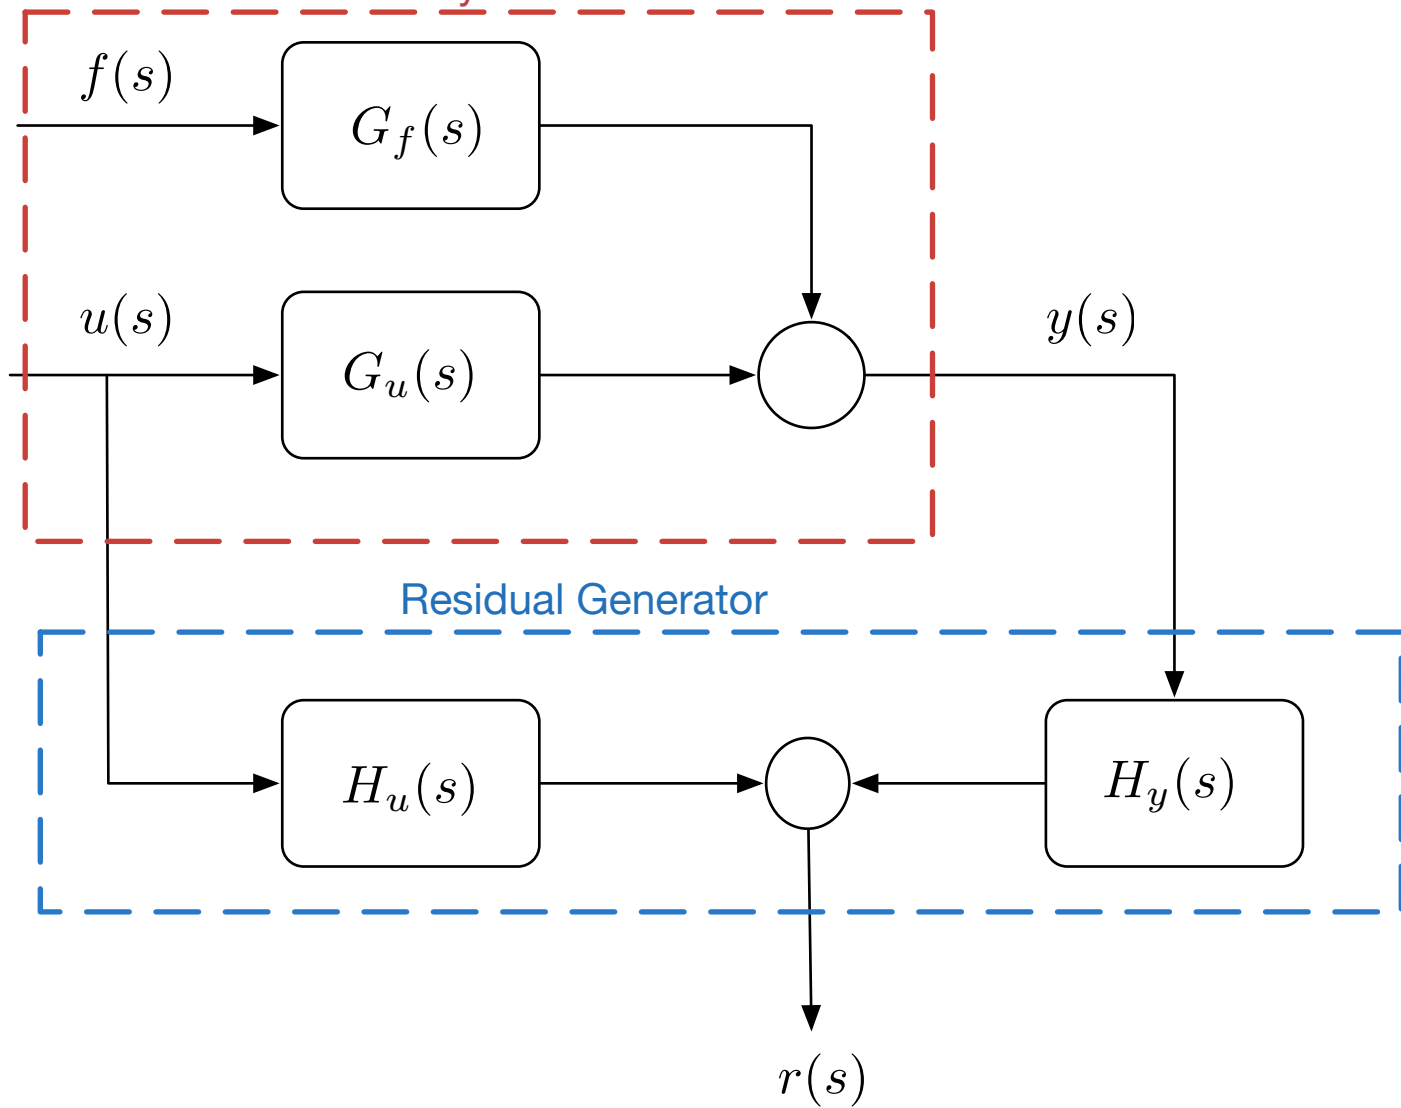 f(s)
G_f(s)
u(s)
G_u(s)
y(s)
Residual Generator
H_u(s)
H_y(s)
r(s)